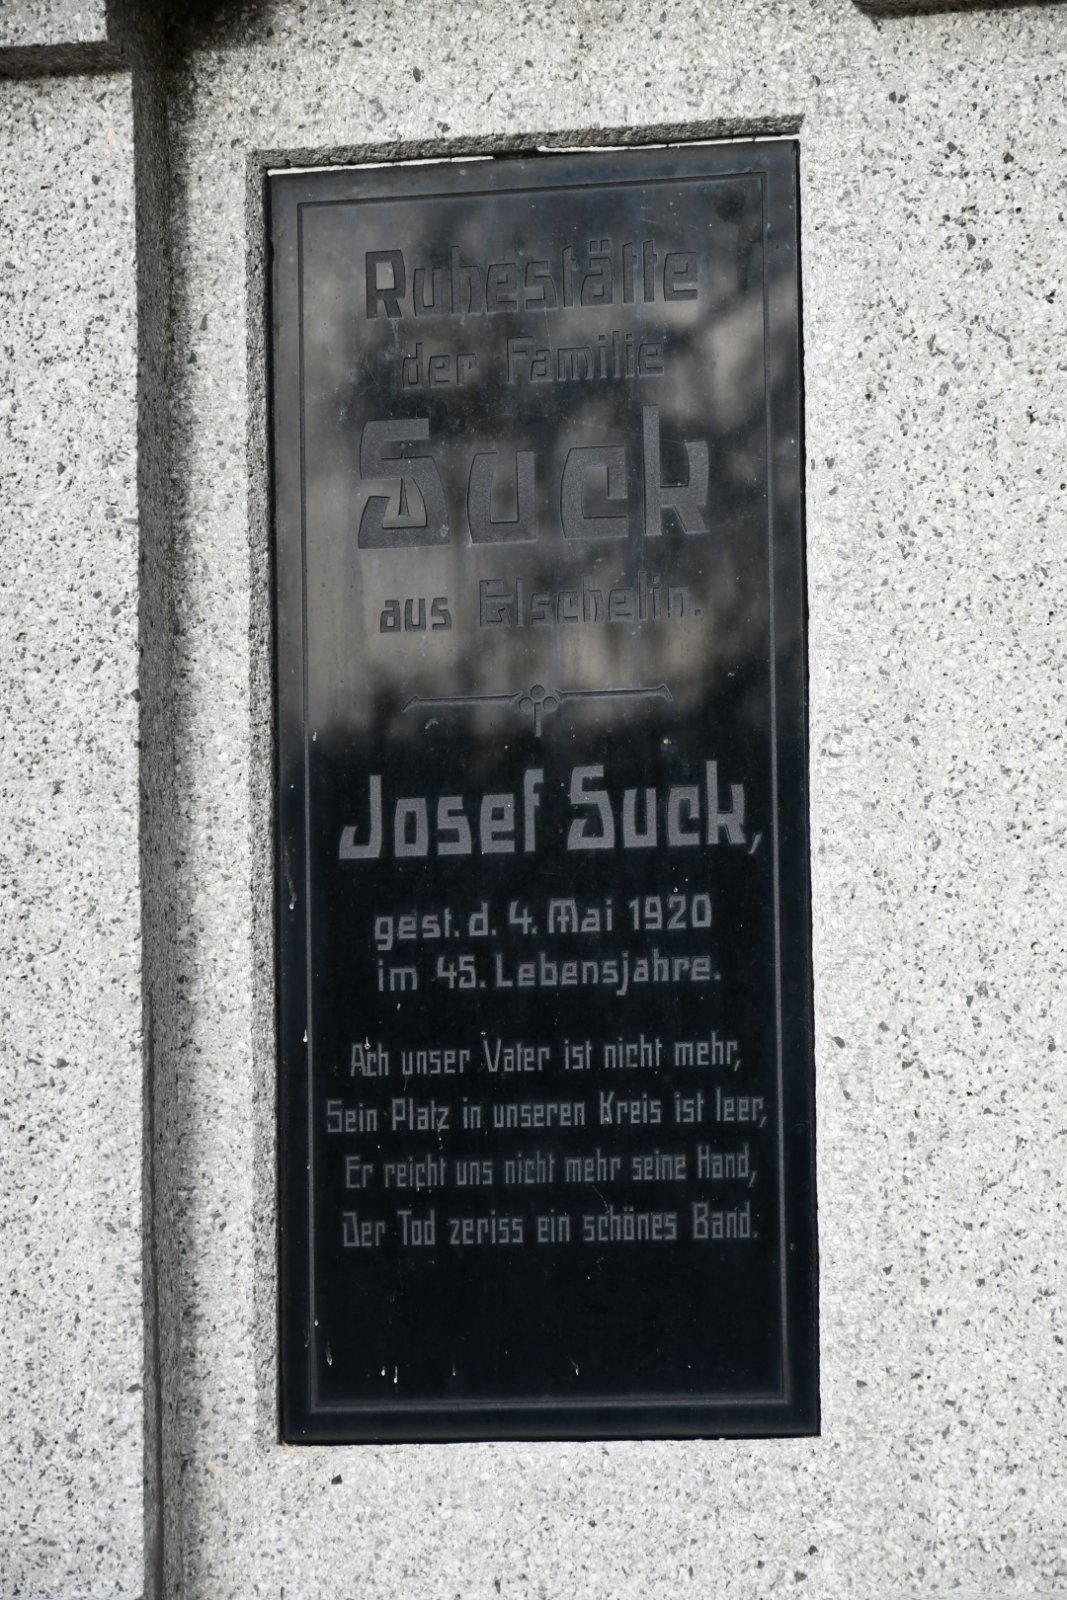 Ruhestätte
der Familie
Suck
aus Elschelin.
Josef Suck,
gest. d. 4. Mai 1920
im 45. Lebensjahre.
Ach unser Vater ist nicht mehr,
Sein Platz in unseren Kreis ist leer,
Er reicht uns nicht mehr seine Hand,
Der Tod zeriss ein schönes Band.